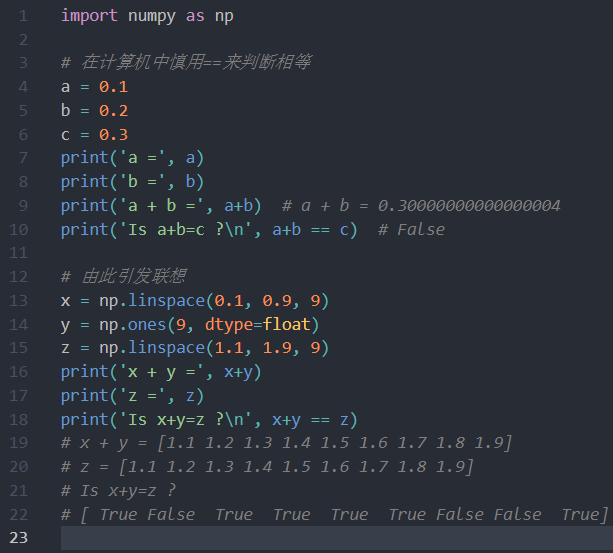 1 import numpy as np
2
3 # 在计算机中慎用==来判断相等
4 a = 0.1
5 b = 0.2
6 c = 0.3
7 print('a =', a)
8 print('b =', b)
9 print('a + b =', a+b)  # a + b = 0.30000000000000004
10 print('Is a+b=c ?\n', a+b == c)  # False
11
12 # 由此引发联想
13 x = np.linspace(0.1, 0.9, 9)
14 y = np.ones(9, dtype=float)
15 z = np.linspace(1.1, 1.9, 9)
16 print('x + y =', x+y)
17 print('z =', z)
18 print('Is x+y=z ?\n', x+y == z)
19 # x + y = [1.1 1.2 1.3 1.4 1.5 1.6 1.7 1.8 1.9]
20 # z = [1.1 1.2 1.3 1.4 1.5 1.6 1.7 1.8 1.9]
21 # Is x+y=z ?
22 # [ True False  True  True  True  True False False  True]
23